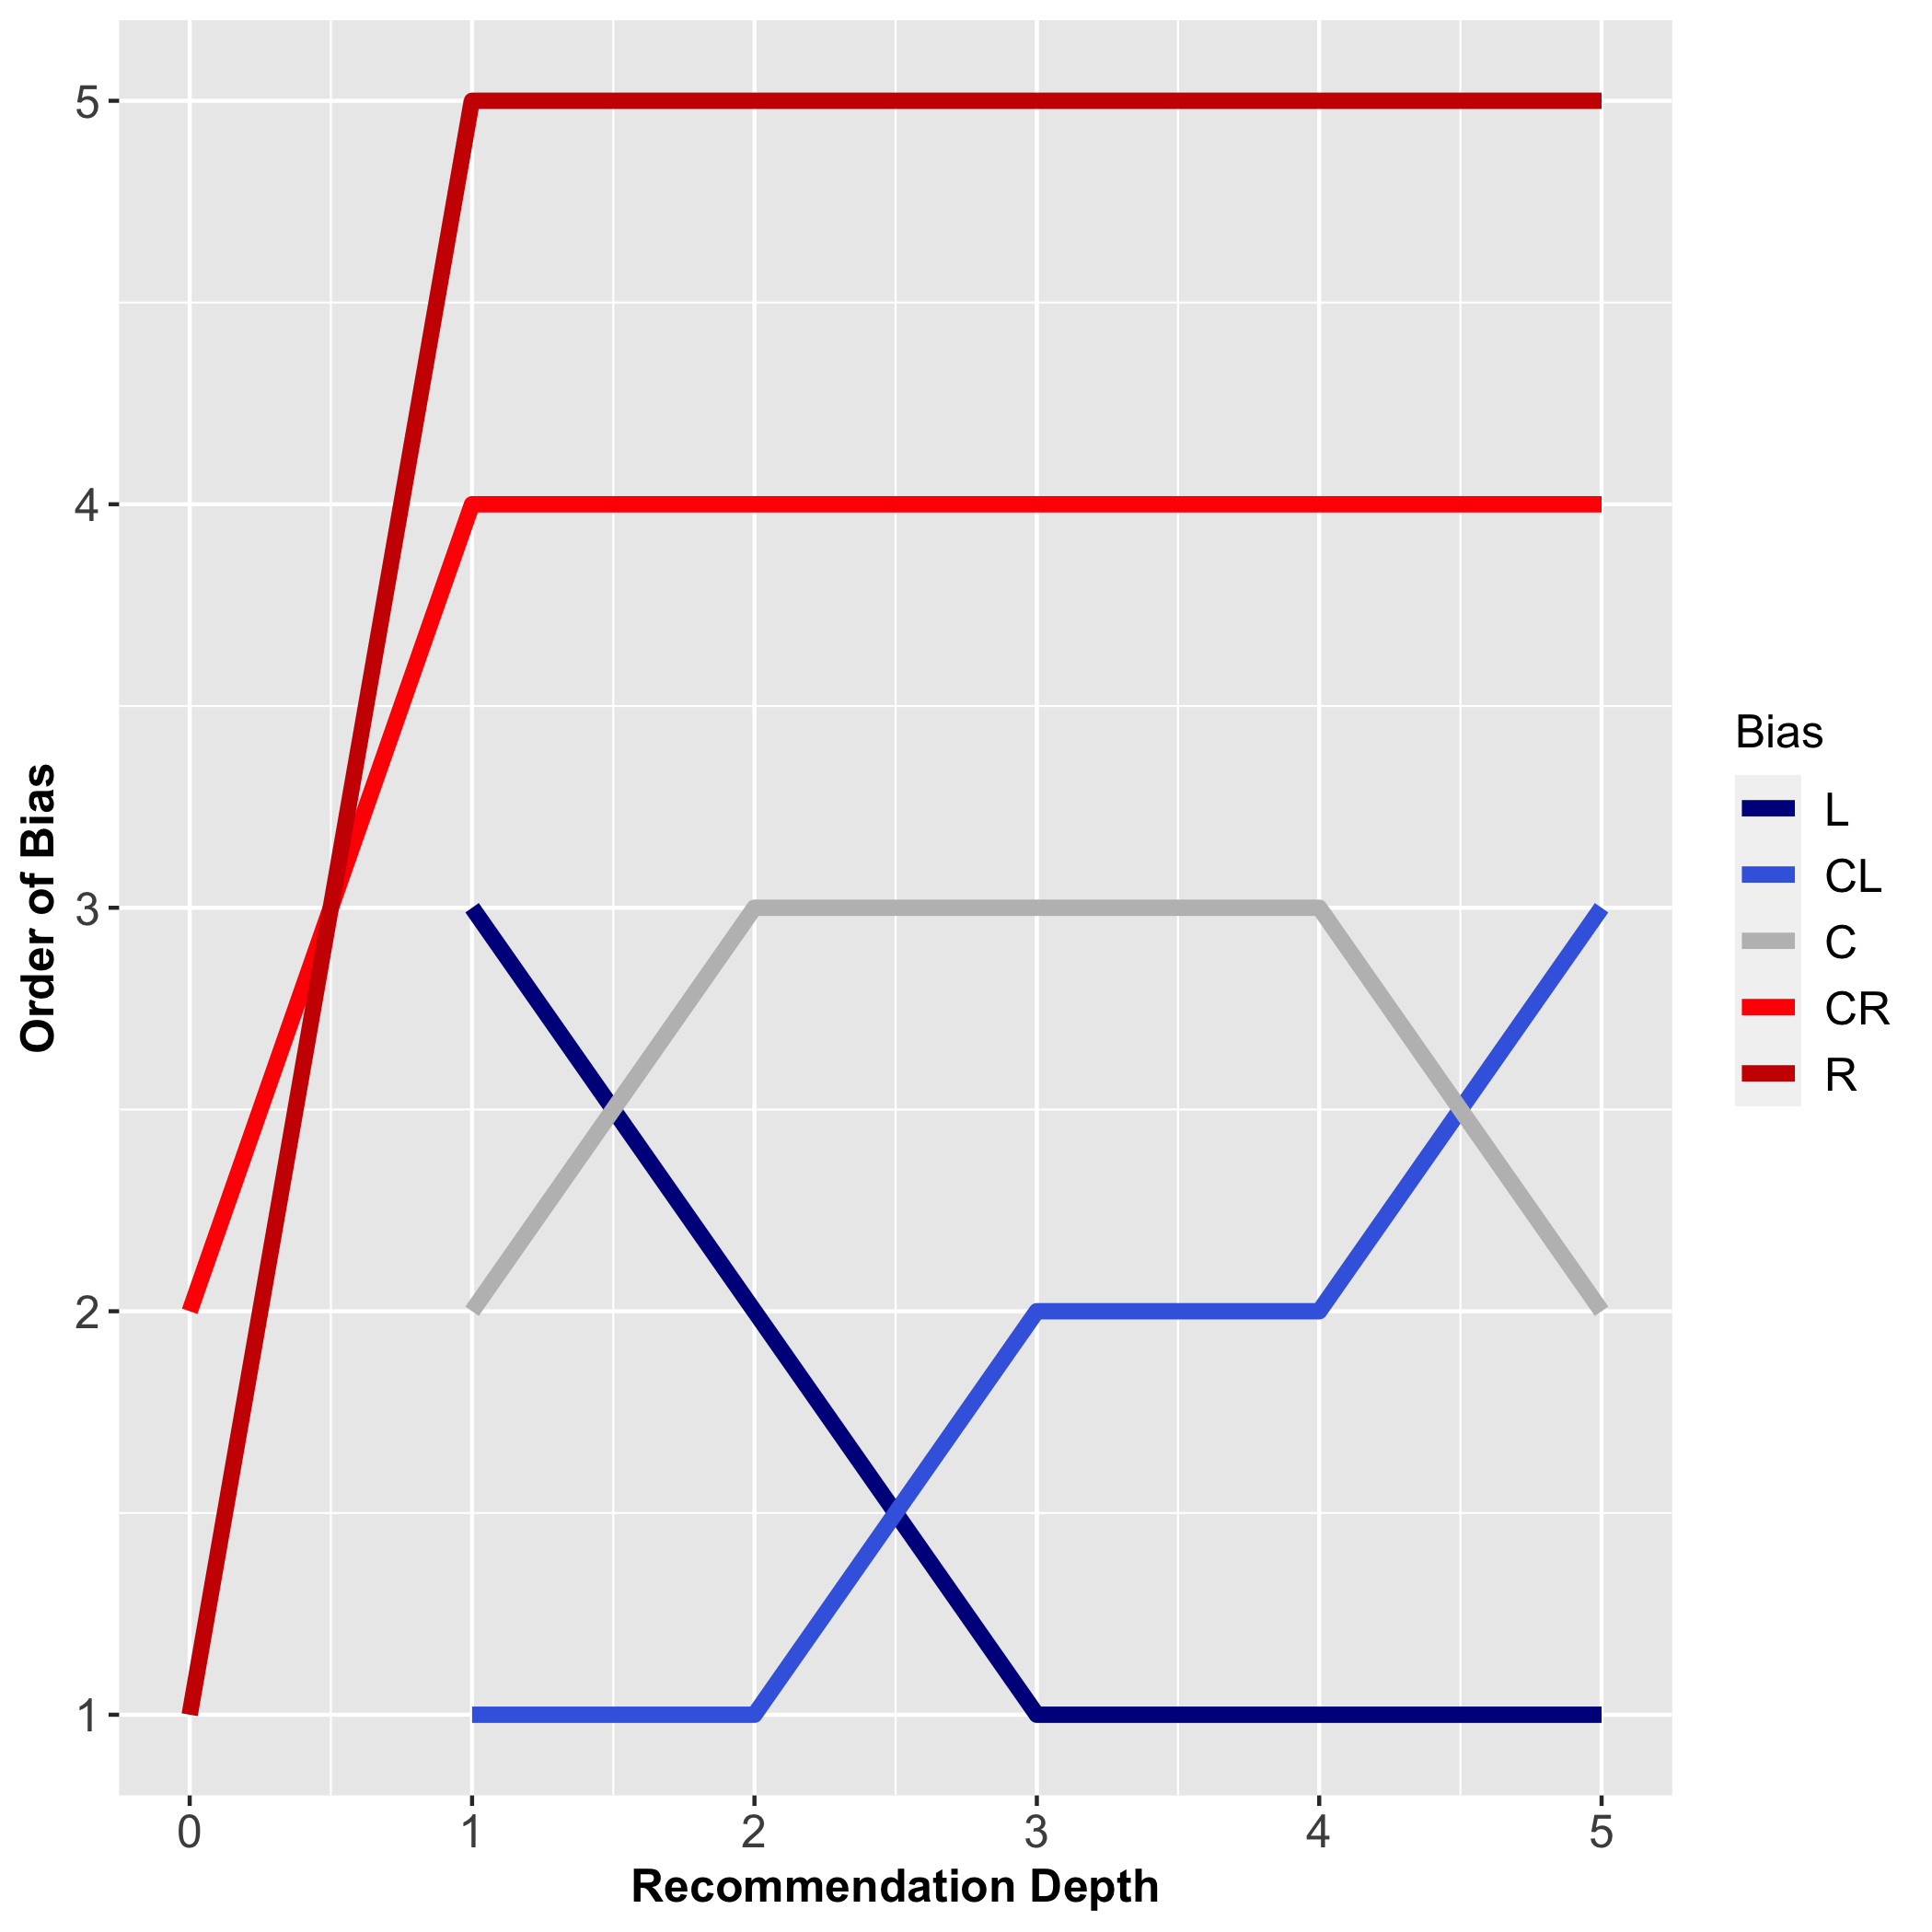 5
4
3
2
1
Order of Bias
0 1 2 3 4 5
Recommendation Depth
Bias
L
CL
C
CR
R